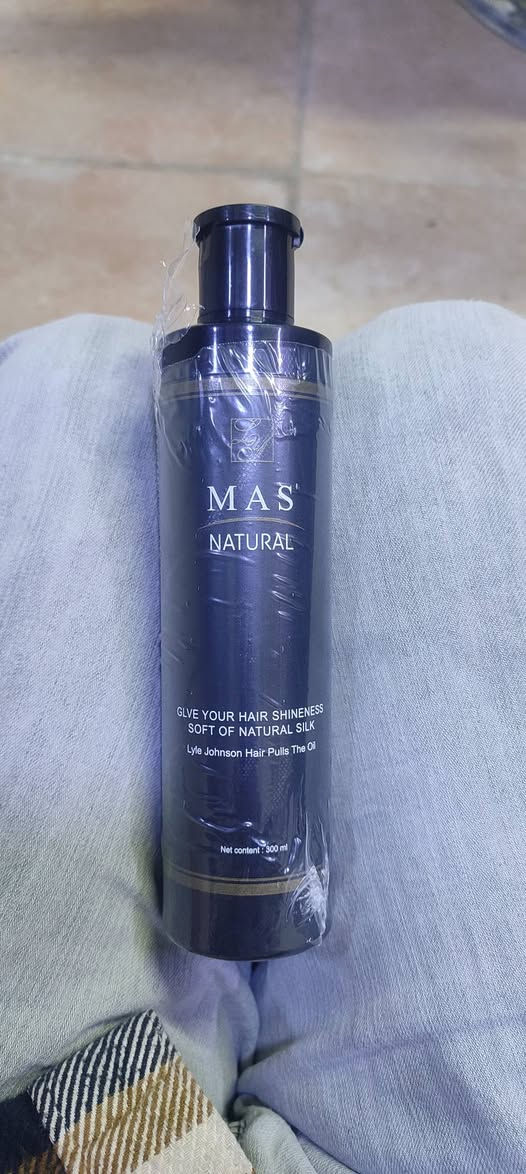 MAS
NATURAL
GLVE YOUR HAIR SHINENESS
SOFT OF NATURAL SILK
Lyle Johnson Hair Pulls The Oil
Net content : 300 ml